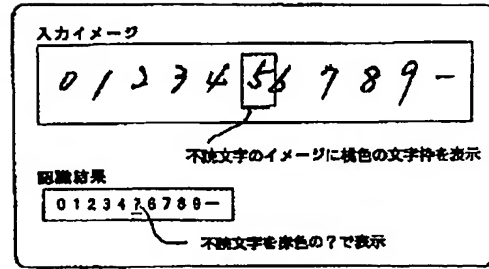 入力イメージ
0 1 2 3 4 5 6 7 8 9 ー
不読文字のイメージに桃色の文字枠を表示
認識結果
0 1 2 3 4 ? 6 7 8 9 ー
不読文字を赤色の?で表示